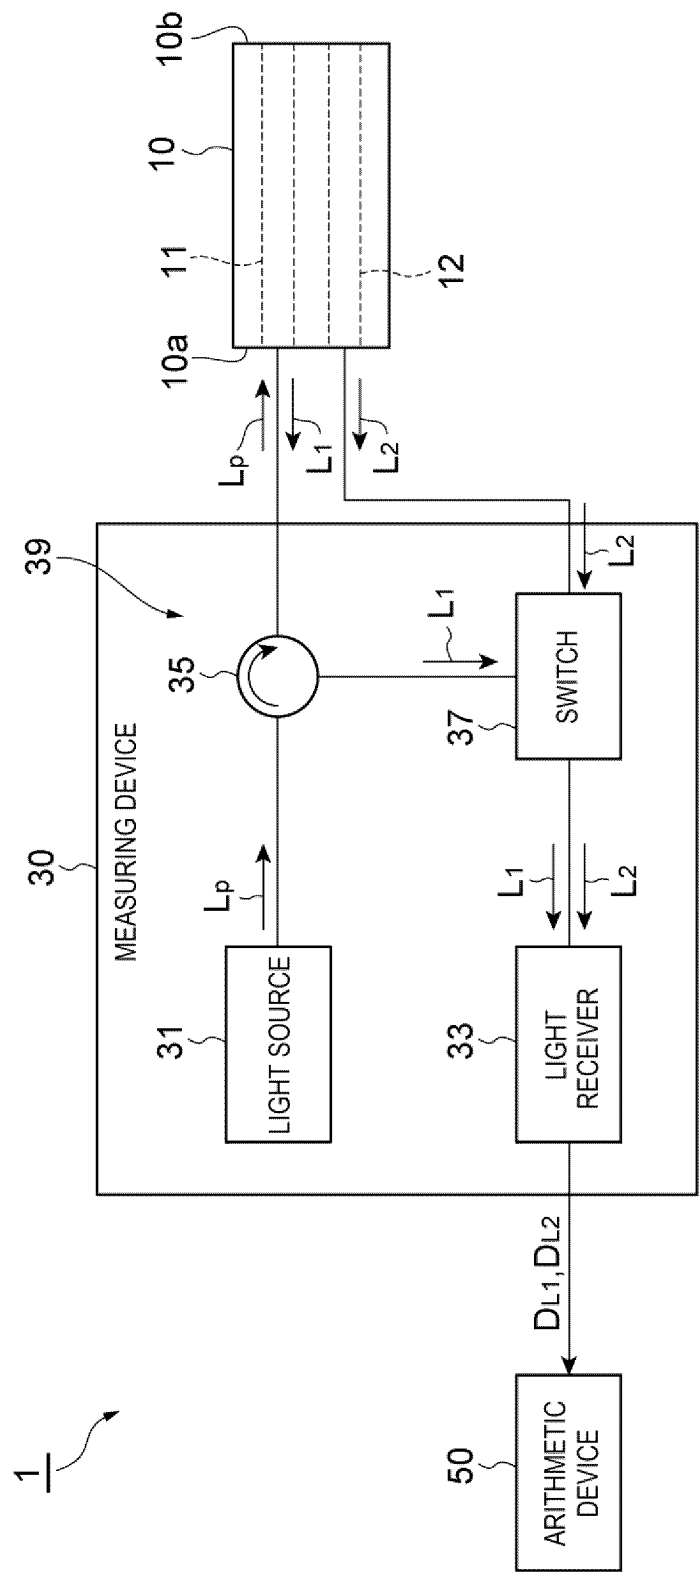 1
30
MEASURING DEVICE
39
31
LIGHT SOURCE
Lp
35
Lp
L1
10a
10
10b
11
12
L2
L1
L2
37
SWITCH
L1
L2
33
LIGHT
RECEIVER
DL1,DL2
50
ARITHMETIC
DEVICE